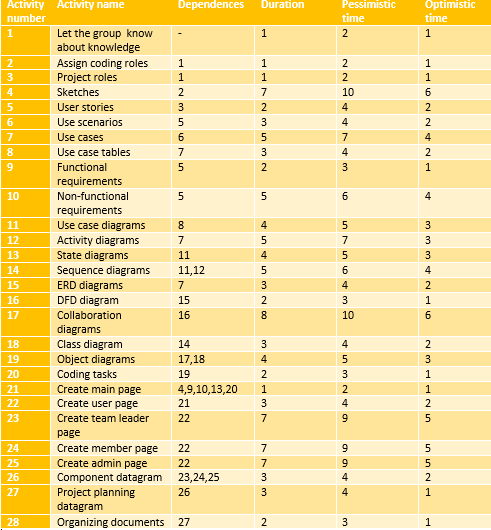 Activity number Activity name Dependences Duration Pessimistic time Optimistic time
1 Let the group know about knowledge - 1 2 1
2 Assign coding roles 1 1 2 1
3 Project roles 1 1 2 1
4 Sketches 2 7 10 6
5 User stories 3 2 4 2
6 Use scenarios 5 3 4 2
7 Use cases 6 5 7 4
8 Use case tables 7 3 4 2
9 Functional requirements 5 2 3 1
10 Non-functional requirements 5 5 6 4
11 Use case diagrams 8 4 5 3
12 Activity diagrams 7 5 7 3
13 State diagrams 11 4 5 3
14 Sequence diagrams 11,12 5 6 4
15 ERD diagrams 7 3 4 2
16 DFD diagram 15 2 3 1
17 Collaboration diagrams 16 8 10 6
18 Class diagram 14 3 4 2
19 Object diagrams 17,18 4 5 3
20 Coding tasks 19 2 3 1
21 Create main page 4,9,10,13,20 1 2 1
22 Create user page 21 3 4 2
23 Create team leader page 22 7 9 5
24 Create member page 22 7 9 5
25 Create admin page 22 7 9 5
26 Component datagram 23,24,25 3 4 2
27 Project planning datagram 26 3 4 1
28 Organizing documents 27 2 3 1